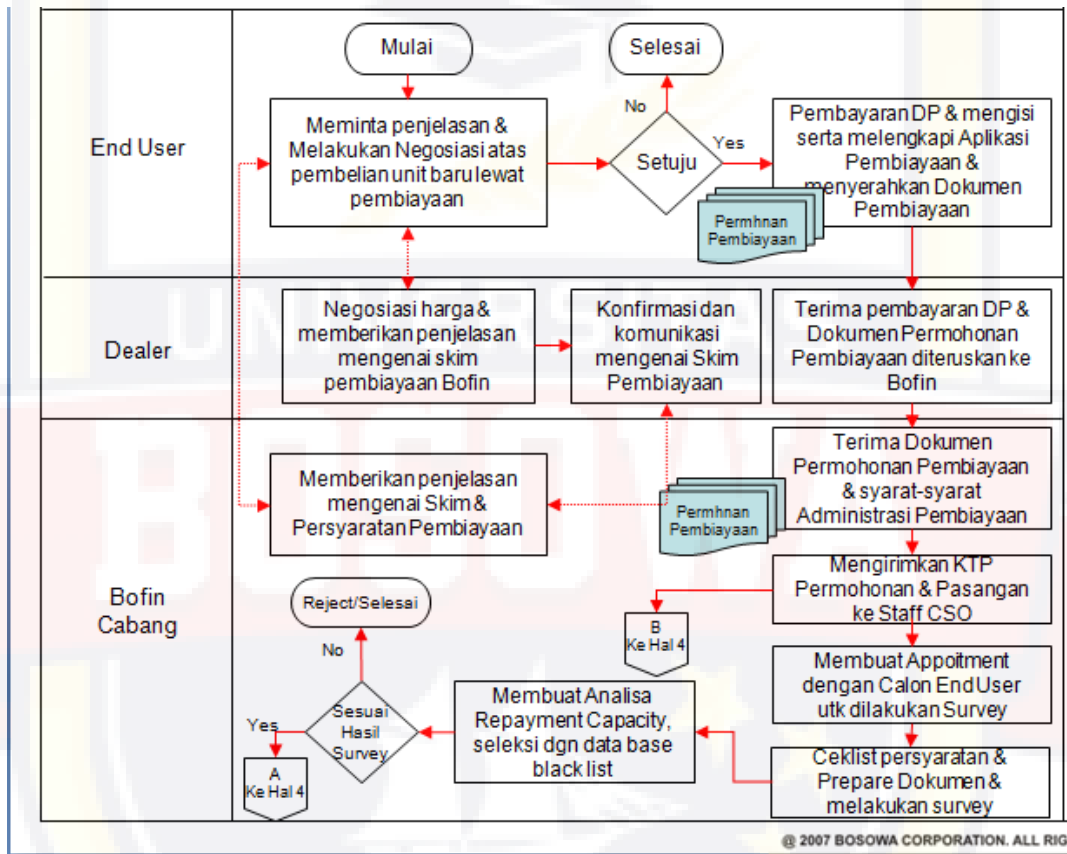 Mulai
Selesai
End User
Meminta penjelasan &
Melakukan Negosiasi atas
pembelian unit baru lewat
pembiayaan
No
Setuju
Yes
Pembayaran DP & mengisi
serta melengkapi Aplikasi
Pembiayaan &
menyerahkan Dokumen
Pembiayaan
Permhnan
Pembiayaan
Dealer
Negosiasi harga &
memberikan penjelasan
mengenai skim
pembiayaan Bofin
Konfirmasi dan
komunikasi
mengenai Skim
Pembiayaan
Terima pembayaran DP &
Dokumen Permohonan
Pembiayaan diteruskan ke
Bofin
Bofin
Cabang
Memberikan penjelasan
mengenai Skim &
Persyaratan Pembiayaan
Permhnan
Pembiayaan
Terima Dokumen
Permohonan Pembiayaan
& syarat-syarat
Administrasi Pembiayaan
Mengirimkan KTP
Permohonan & Pasangan
ke Staff CSO
B
Ke Hal 4
Membuat Appoitment
dengan Calon End User
utk dilakukan Survey
Ceklist persyaratan &
Prepare Dokumen
& melakukan survey
Membuat Analisa
Repayment Capacity,
seleksi dgn data base
black list
Sesuai
Hasil
Survey
No
Reject/Selesai
Yes
A
Ke Hal 4
UNIVERSITAS
BOSOWA
@ 2007 BOSOWA CORPORATION. ALL RIG